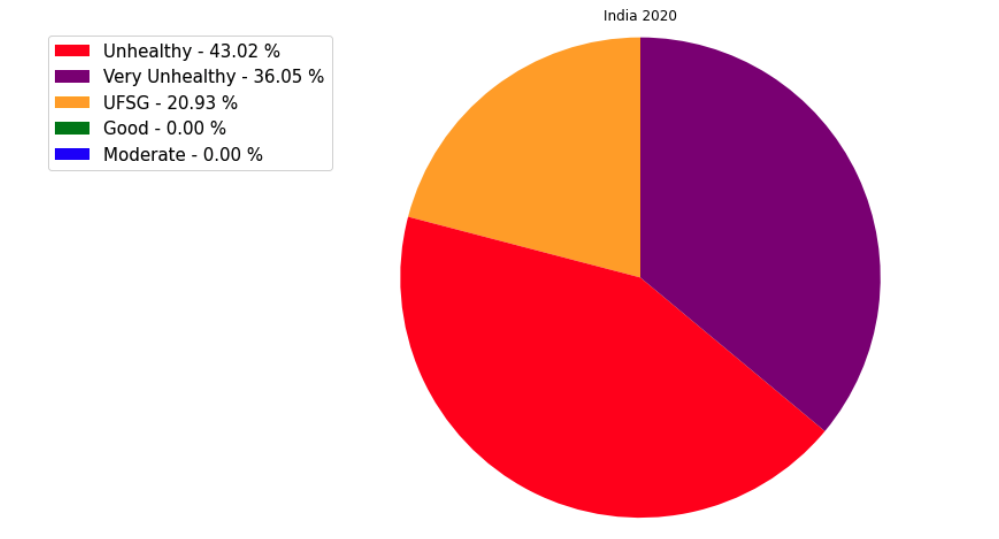 India 2020
Unhealthy - 43.02 %
Very Unhealthy - 36.05 %
UFSG - 20.93 %
Good - 0.00 %
Moderate - 0.00 %